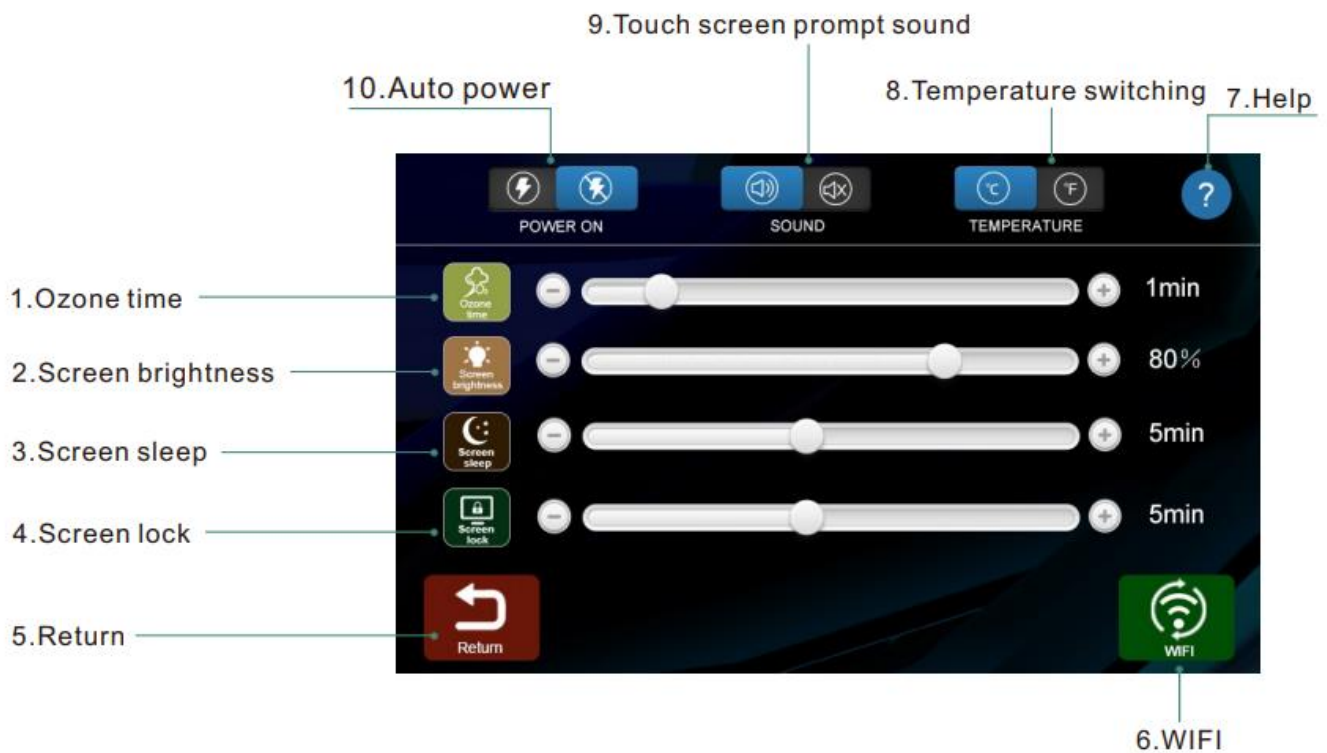 9.Touch screen prompt sound
10.Auto power
8.Temperature switching
7.Help
°C
°F
?
POWER ON
SOUND
TEMPERATURE
1.Ozone time
O₃
Ozone
time
1min
2.Screen brightness
Screen
brightness
80%
3.Screen sleep
Screen
sleep
5min
4.Screen lock
Screen
lock
5min
5.Return
Return
WIFI
6.WIFI